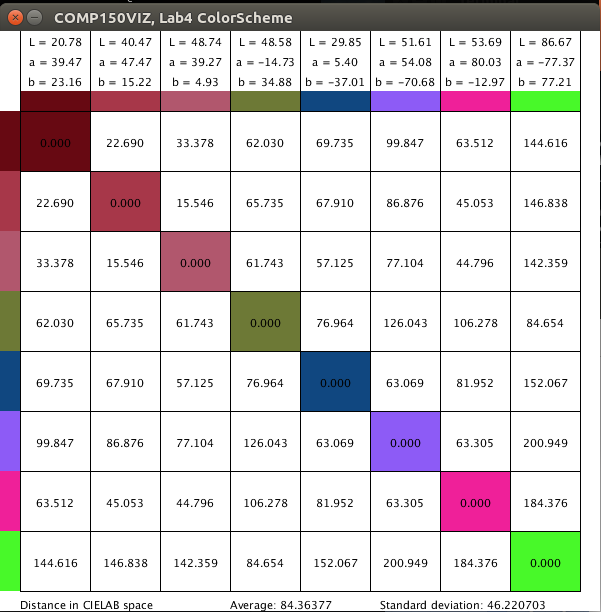 COMP150VIZ, Lab4 ColorScheme
L = 20.78 L = 40.47 L = 48.74 L = 48.58 L = 29.85 L = 51.61 L = 53.69 L = 86.67
a = 39.47 a = 47.47 a = 39.27 a = −14.73 a = 5.40 a = 54.08 a = 80.03 a = −77.37
b = 23.16 b = 15.22 b = 4.93 b = 34.88 b = −37.01 b = −70.68 b = −12.97 b = 77.21
0.000 22.690 33.378 62.030 69.735 99.847 63.512 144.616
22.690 0.000 15.546 65.735 67.910 86.876 45.053 146.838
33.378 15.546 0.000 61.743 57.125 77.104 44.796 142.359
62.030 65.735 61.743 0.000 76.964 126.043 106.278 84.654
69.735 67.910 57.125 76.964 0.000 63.069 81.952 152.067
99.847 86.876 77.104 126.043 63.069 0.000 63.305 200.949
63.512 45.053 44.796 106.278 81.952 63.305 0.000 184.376
144.616 146.838 142.359 84.654 152.067 200.949 184.376 0.000
Distance in CIELAB space Average: 84.36377 Standard deviation: 46.220703